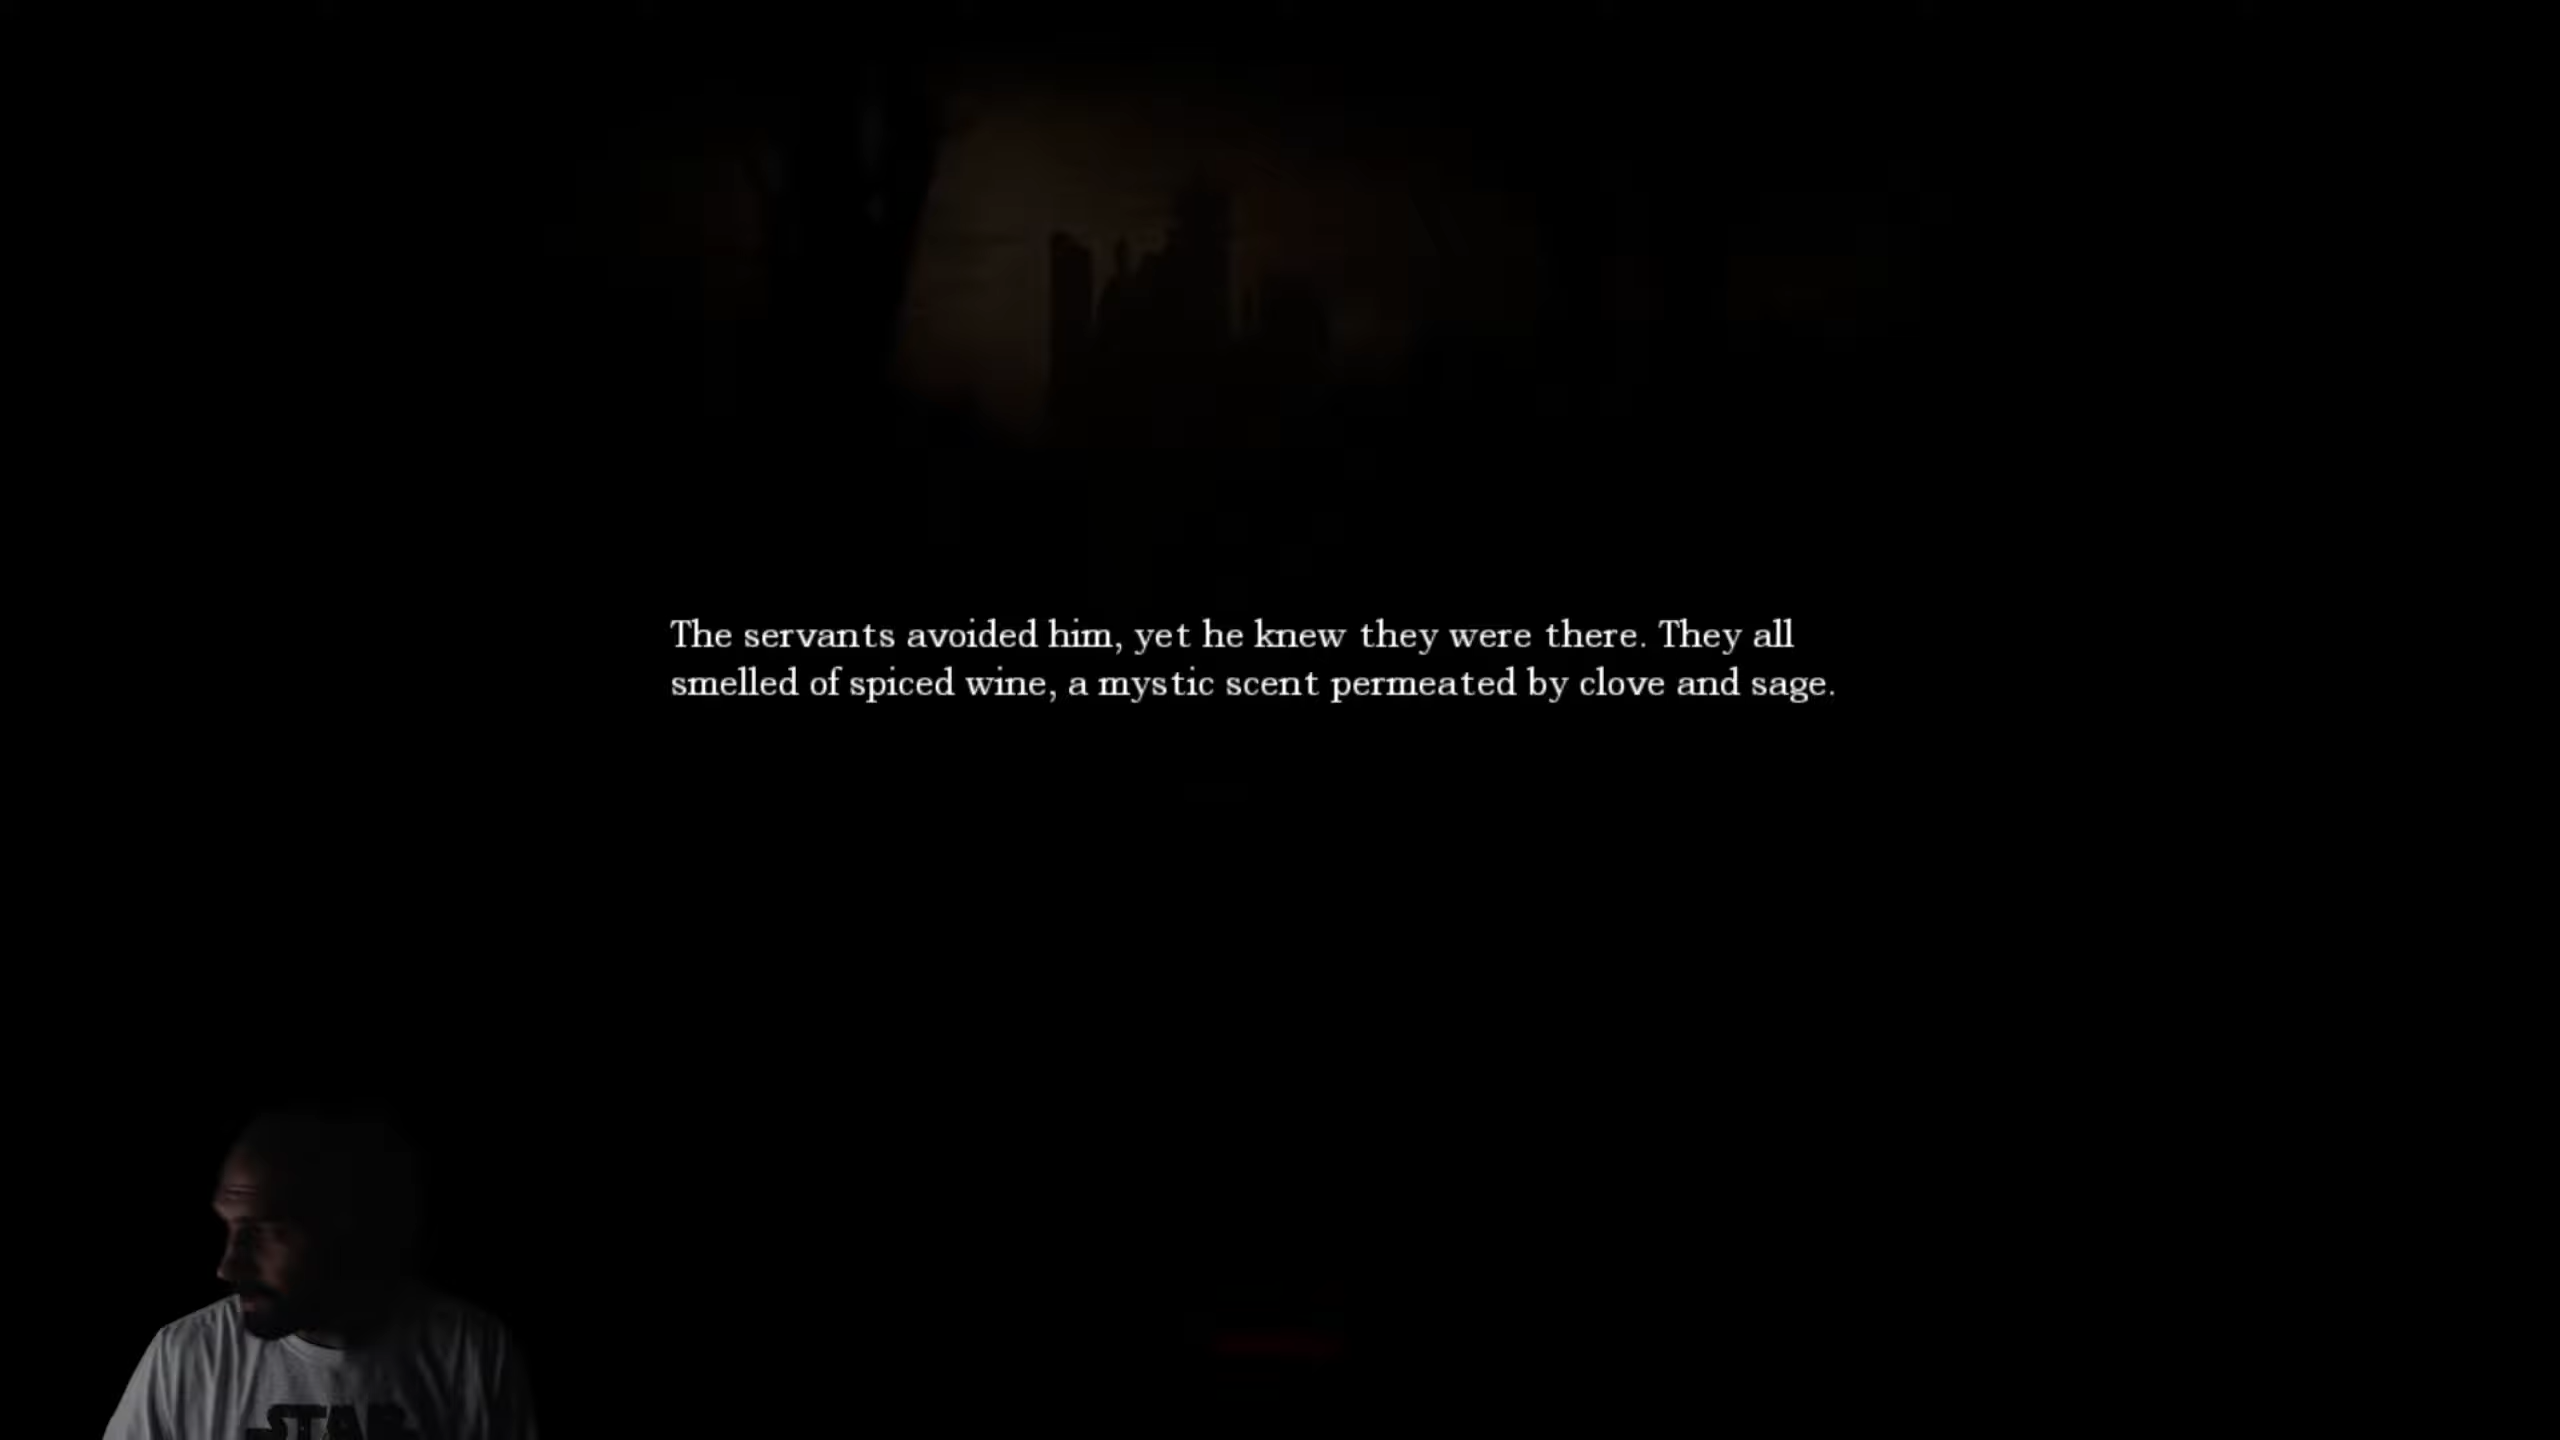 The servants avoided him, yet he knew they were there. They all
smelled of spiced wine, a mystic scent permeated by clove and sage.
STAR